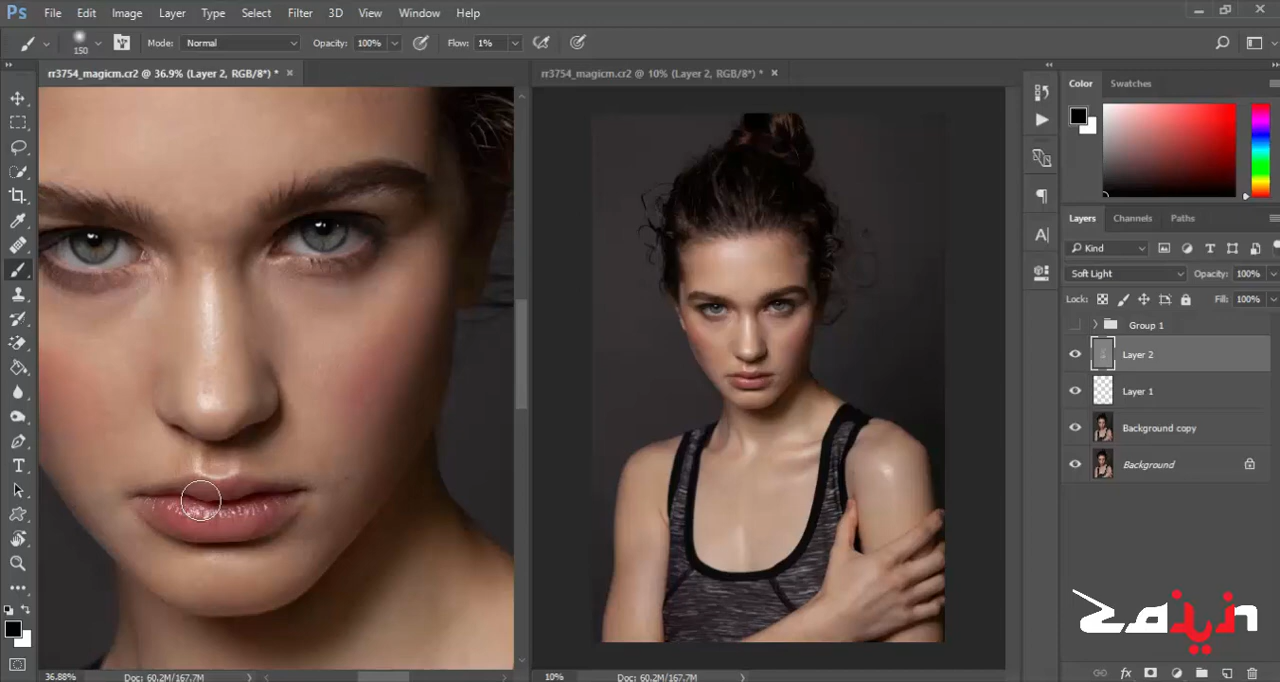 Ps File Edit Image Layer Type Select Filter 3D View Window Help
150 Mode: Normal Opacity: 100% Flow: 1%
rr3754_magicm.cr2 @ 36.9% (Layer 2, RGB/8*) * ×
rr3754_magicm.cr2 @ 10% (Layer 2, RGB/8*) * ×
Color Swatches
Layers Channels Paths
Kind
Soft Light Opacity: 100%
Lock: Fill: 100%
Group 1
Layer 2
Layer 1
Background copy
Background
zaiyin
36.88% Doc: 60.2M/167.7M
10% Doc: 60.2M/167.7M
fx